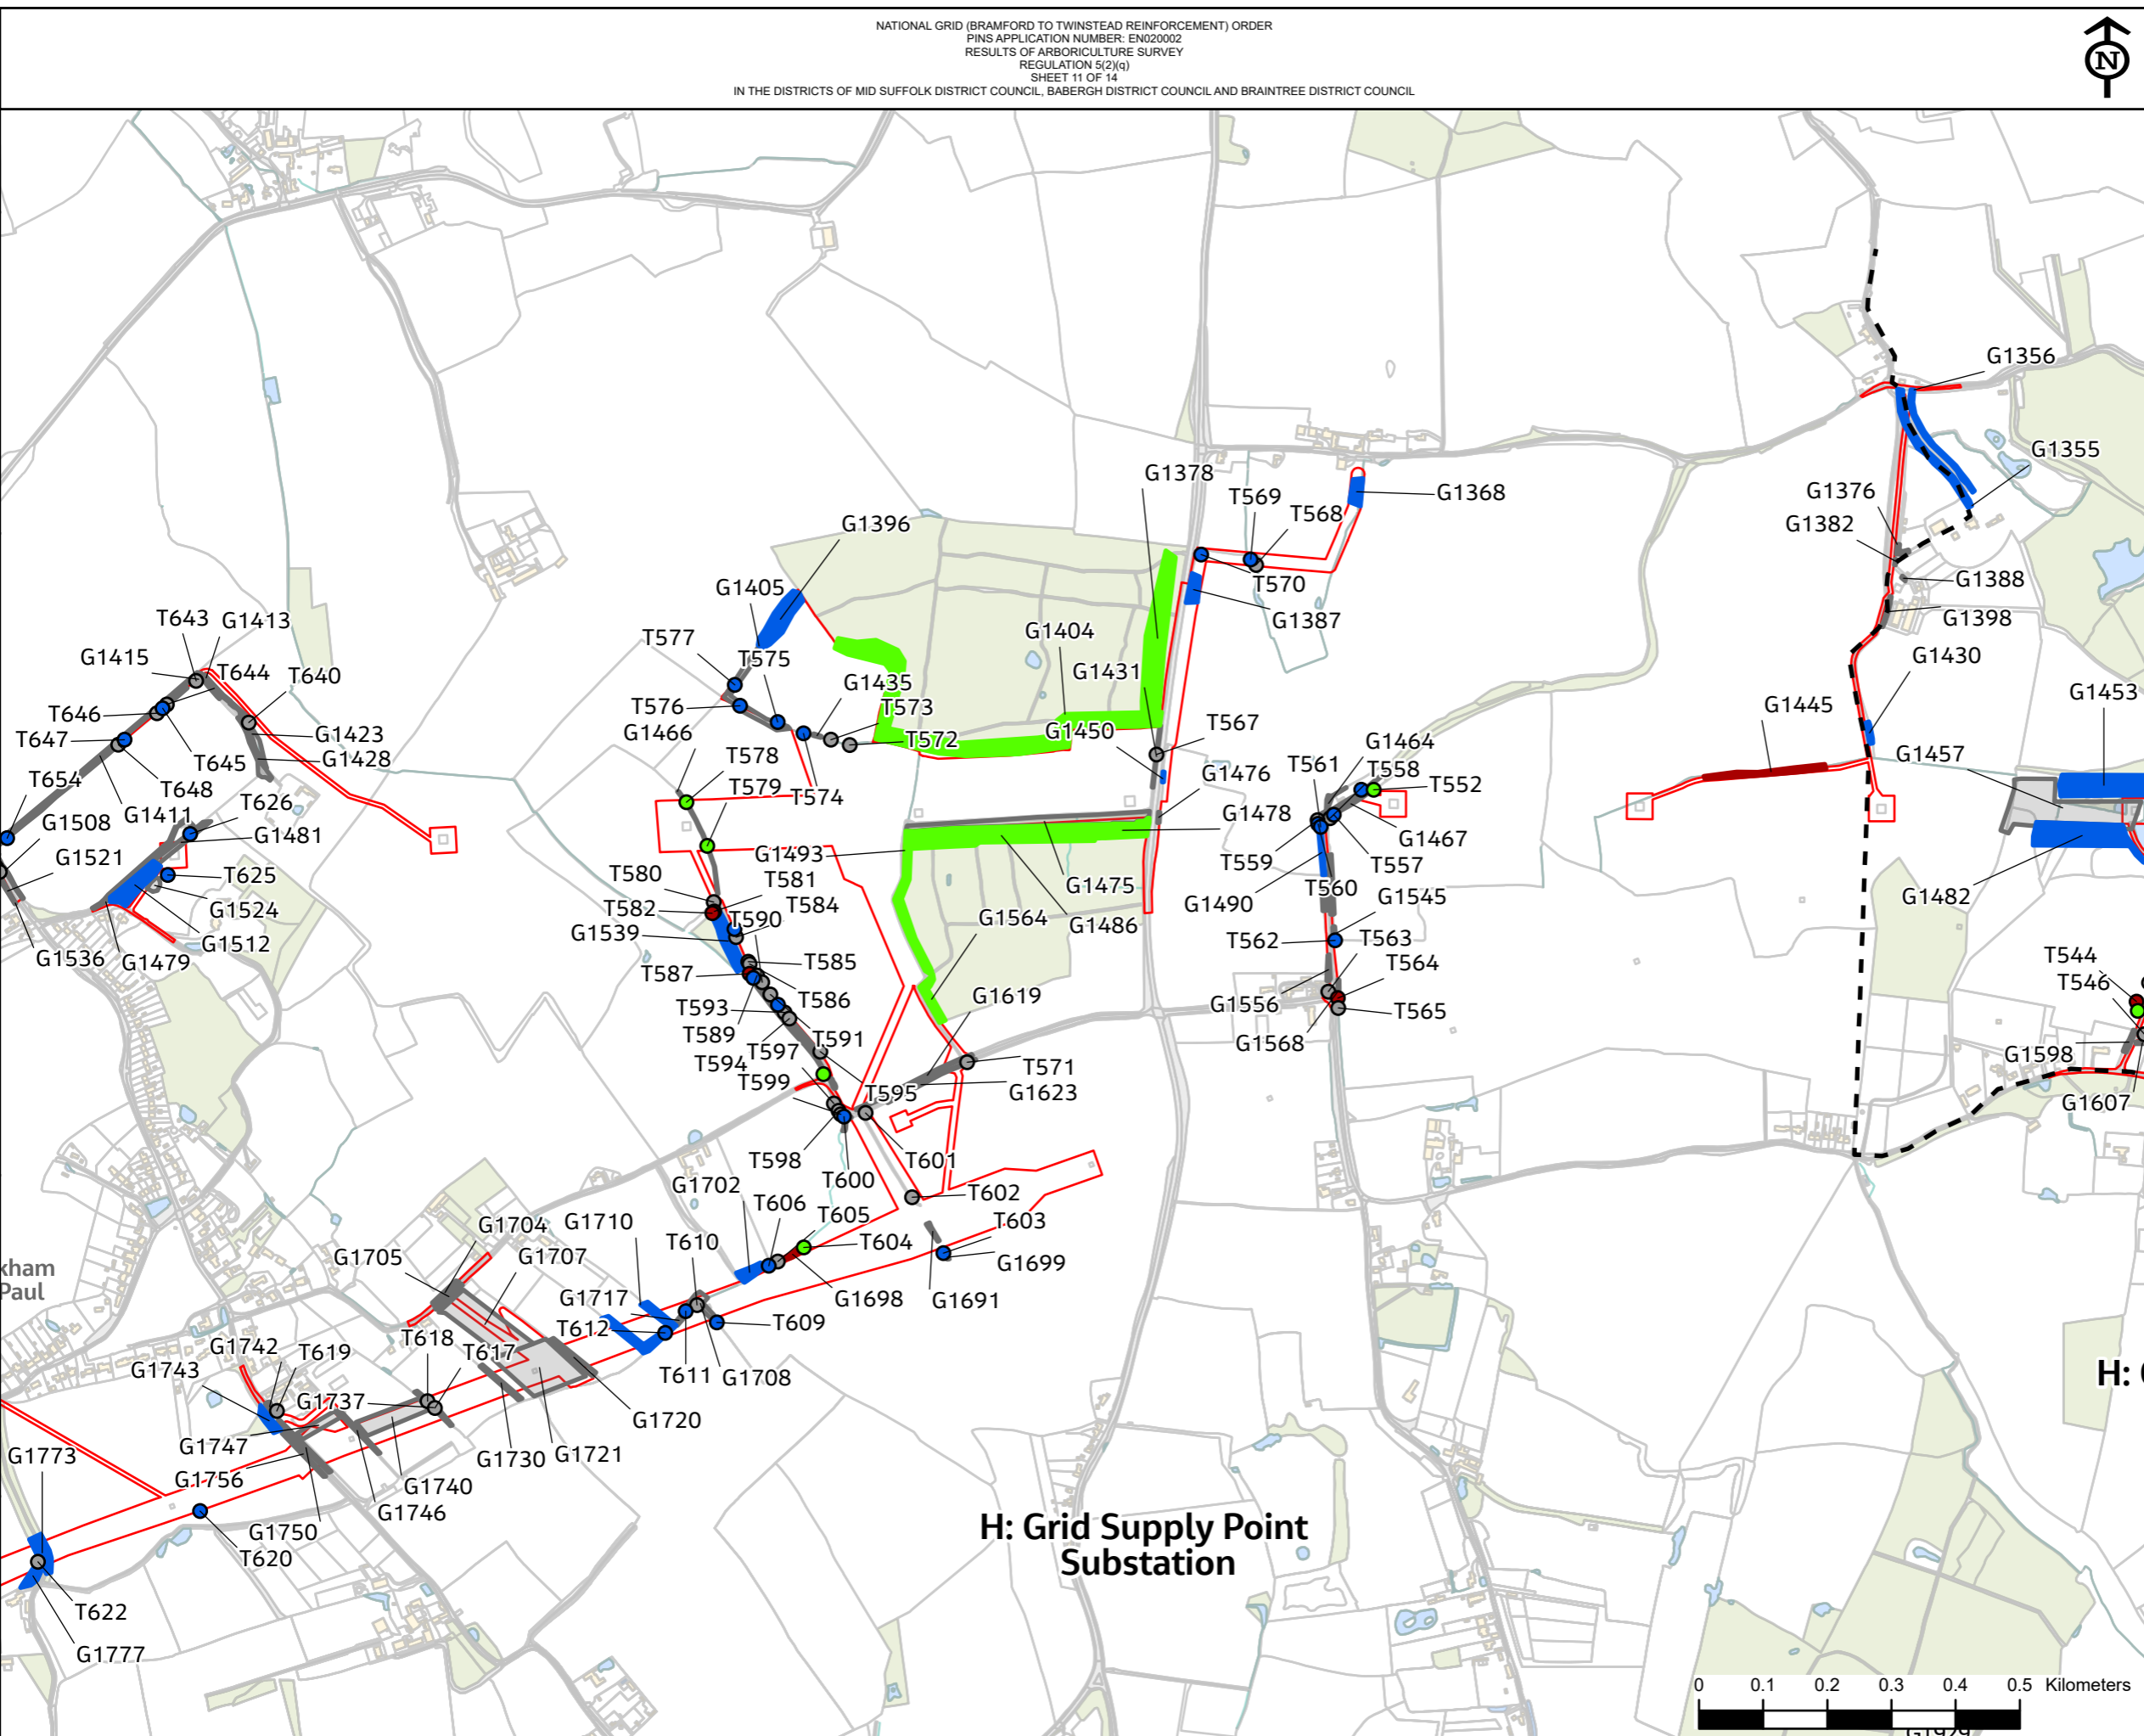 NATIONAL GRID (BRAMFORD TO TWINSTEAD REINFORCEMENT) ORDER
PINS APPLICATION NUMBER: EN020002
RESULTS OF ARBORICULTURE SURVEY
REGULATION 5(2)(q)
SHEET 11 OF 14
IN THE DISTRICTS OF MID SUFFOLK DISTRICT COUNCIL, BABERGH DISTRICT COUNCIL AND BRAINTREE DISTRICT COUNCIL
N
G1356
G1355
G1378
G1368
T569
T568
G1376
G1382
G1396
G1388
T570
G1405
G1387
G1398
T643
G1413
G1404
T577
G1430
G1415
T644
T575
T640
G1431
G1435
G1453
T576
T573
G1445
T646
G1466
T567
G1423
T647
T572
G1450
G1464
G1457
T578
T561
T558
T645
G1428
G1476
T654
T648
T579
T574
T552
G1411
T626
G1508
G1481
G1478
G1467
G1521
G1493
T559
T557
T580
T581
G1475
T625
T560
G1545
G1482
T582
T584
G1490
G1524
T590
G1564
G1486
G1539
G1512
T562
T563
G1536
G1479
T585
T544
T587
T564
T546
T586
G1619
G1556
T593
T565
T589
T591
G1568
G1598
T597
T594
T571
T599
T595
G1623
G1607
T598
T601
T600
G1702
T602
T606
T605
T603
G1704
G1710
T610
T604
G1705
G1707
G1699
kham
Paul
G1717
G1698
G1691
T612
T609
T618
G1742
T619
T617
G1743
T611
G1708
G1737
G1720
G1747
G1773
G1730
G1721
G1756
G1740
G1746
G1750
T620
H: Grid Supply Point
Substation
T622
G1777
H:
0 0.1 0.2 0.3 0.4 0.5 Kilometers